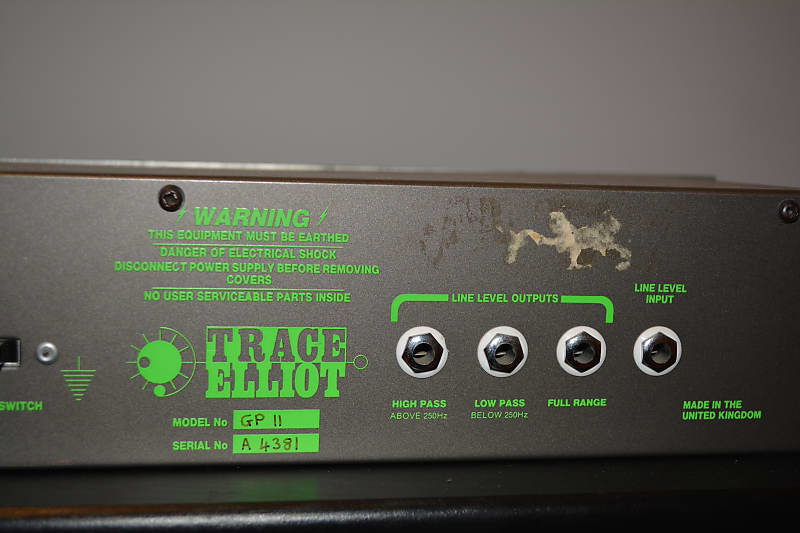 WARNING
THIS EQUIPMENT MUST BE EARTHED
DANGER OF ELECTRICAL SHOCK
DISCONNECT POWER SUPPLY BEFORE REMOVING
COVERS
NO USER SERVICEABLE PARTS INSIDE
SWITCH
TRACE
ELLIOT
MODEL No GP 11
SERIAL No A 4381
LINE LEVEL OUTPUTS
HIGH PASS
ABOVE 250Hz
LOW PASS
BELOW 250Hz
FULL RANGE
LINE LEVEL
INPUT
MADE IN THE
UNITED KINGDOM